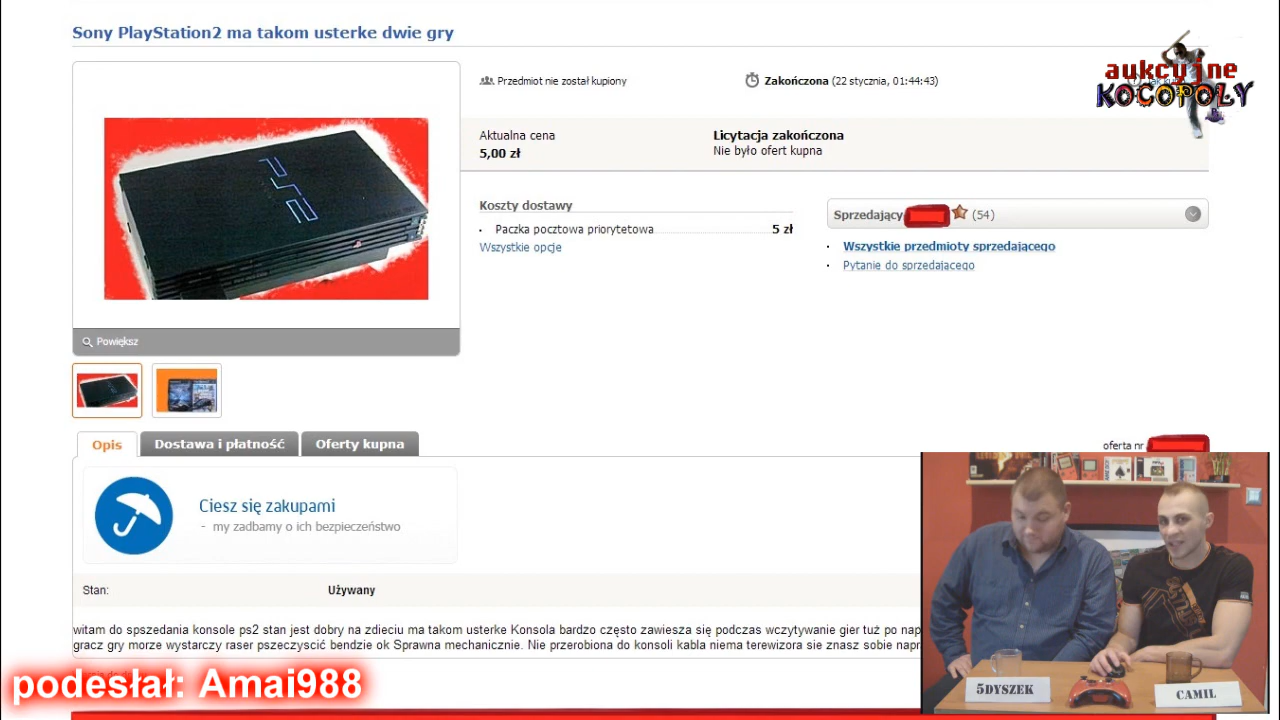 Sony PlayStation2 ma takom usterke dwie gry
aukcyjne
KOCOPOŁY
Przedmiot nie został kupiony
Zakończona (22 stycznia, 01:44:43)
Aktualna cena
5,00 zł
Licytacja zakończona
Nie było ofert kupna
PS2
Koszty dostawy
Paczka pocztowa priorytetowa 5 zł
Wszystkie opcje
Sprzedający (54)
Wszystkie przedmioty sprzedającego
Pytanie do sprzedającego
Powiększ
Opis
Dostawa i płatność
Oferty kupna
oferta nr
Ciesz się zakupami
- my zadbamy o ich bezpieczeństwo
Stan: Używany
witam do spszedania konsole ps2 stan jest dobry na zdieciu ma takom usterke Konsola bardzo często zawiesza się podczas wczytywanie gier tuż po nap
gracz gry morze wystarczy raser pszeczyscić bendzie ok Sprawna mechanicznie. Nie przerobiona do konsoli kabla niema terewizora sie znasz sobie napr
podesłał: Amai988
5DYSZEK
CAMIL